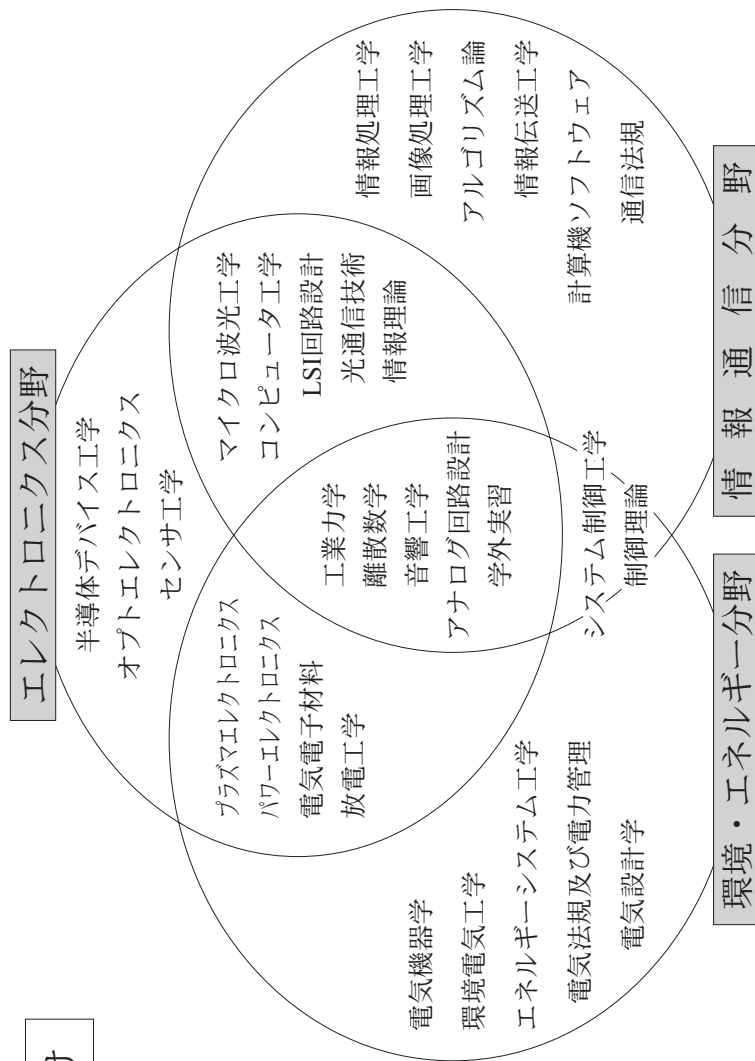 エレクトロニクス分野
半導体デバイス工学
オプトエレクトロニクス
センサ工学
プラズマエレクトロニクス
パワーエレクトロニクス
電気電子材料
放電工学
マイクロ波光工学
コンピュータ工学
LSI回路設計
光通信技術
情報理論
工業力学
離散数学
音響工学
アナログ回路設計
学外実習
電気機器学
環境電気工学
エネルギーシステム工学
電気法規及び電力管理
電気設計学
システム制御工学
制御理論
情報処理工学
画像処理工学
アルゴリズム論
情報伝送工学
計算機ソフトウェア
通信法規
環境・エネルギー分野
情報通信分野